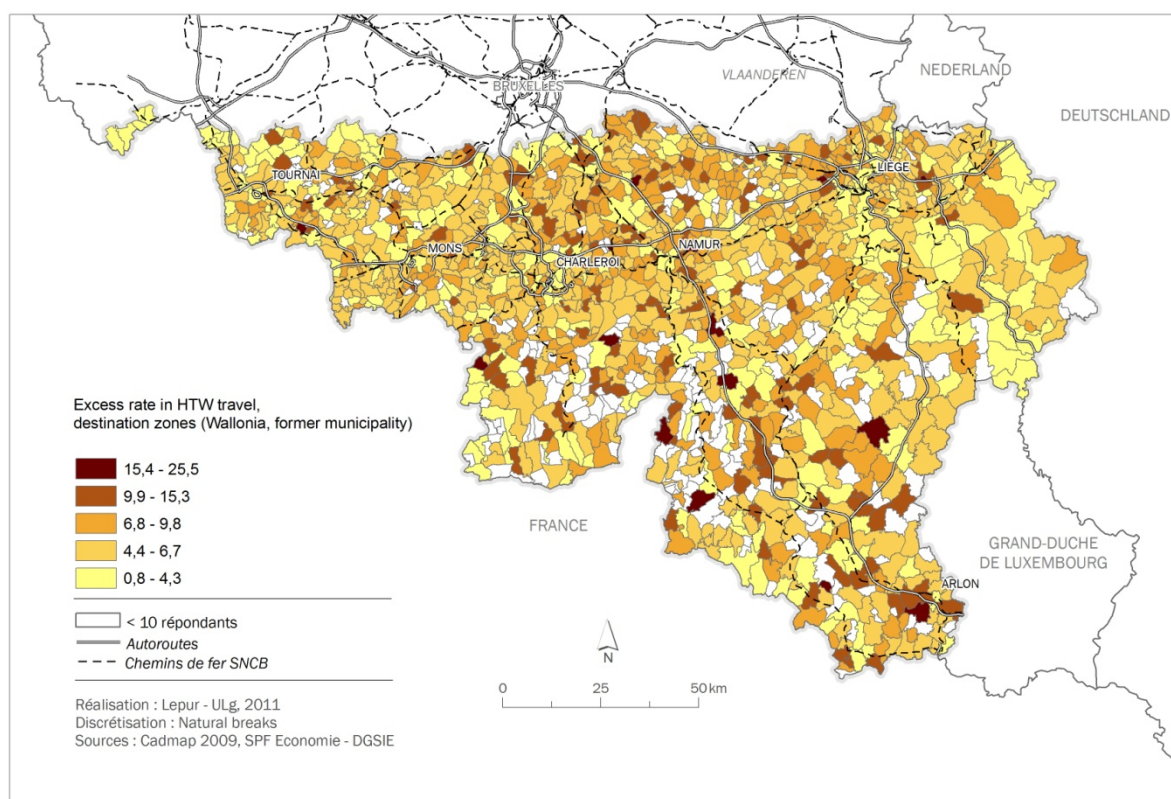 NEDERLAND
VLAANDEREN
BRUXELLES
DEUTSCHLAND
LIEGE
TOURNAI
MONS
NAMUR
CHARLEROI
Excess rate in HTW travel,
destination zones (Wallonia, former municipality)
15,4 - 25,5
9,9 - 15,3
6,8 - 9,8
4,4 - 6,7
0,8 - 4,3
< 10 répondants
Autoroutes
Chemins de fer SNCB
FRANCE
GRAND-DUCHE
DE LUXEMBOURG
ARLON
N
0 25 50 km
Réalisation : Lepur - ULg, 2011
Discrétisation : Natural breaks
Sources : Cadmap 2009, SPF Economie - DGSIE